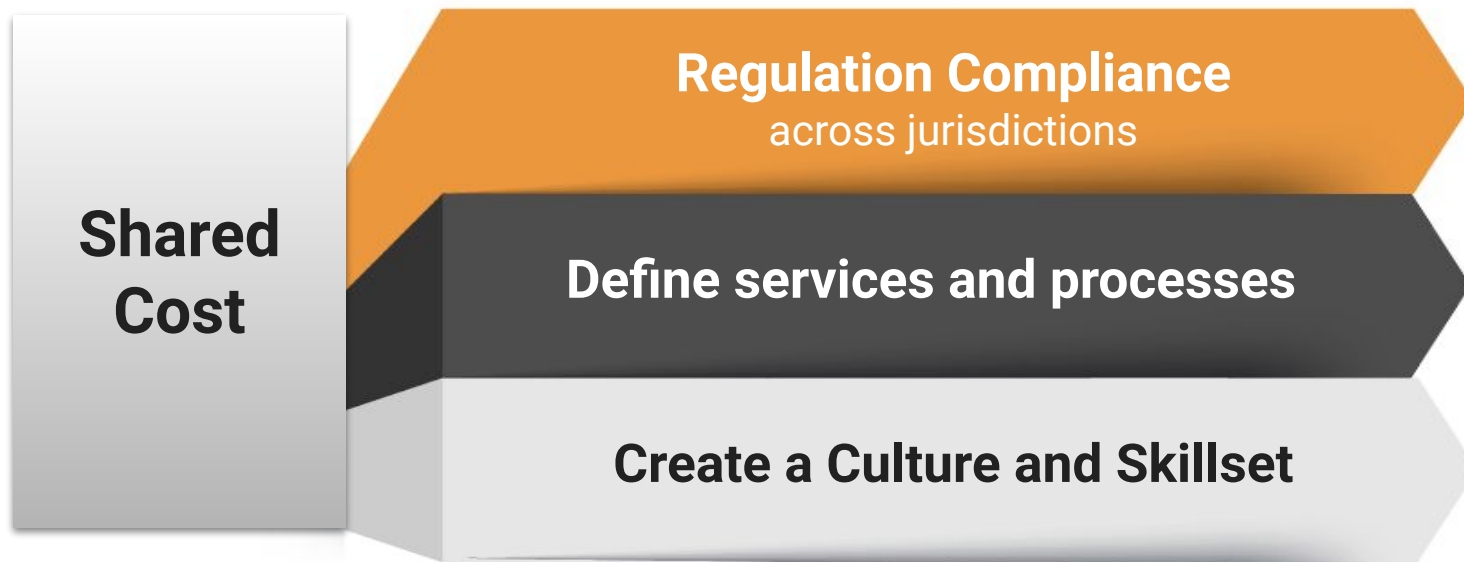 Shared
Cost
Regulation Compliance
across jurisdictions
Define services and processes
Create a Culture and Skillset